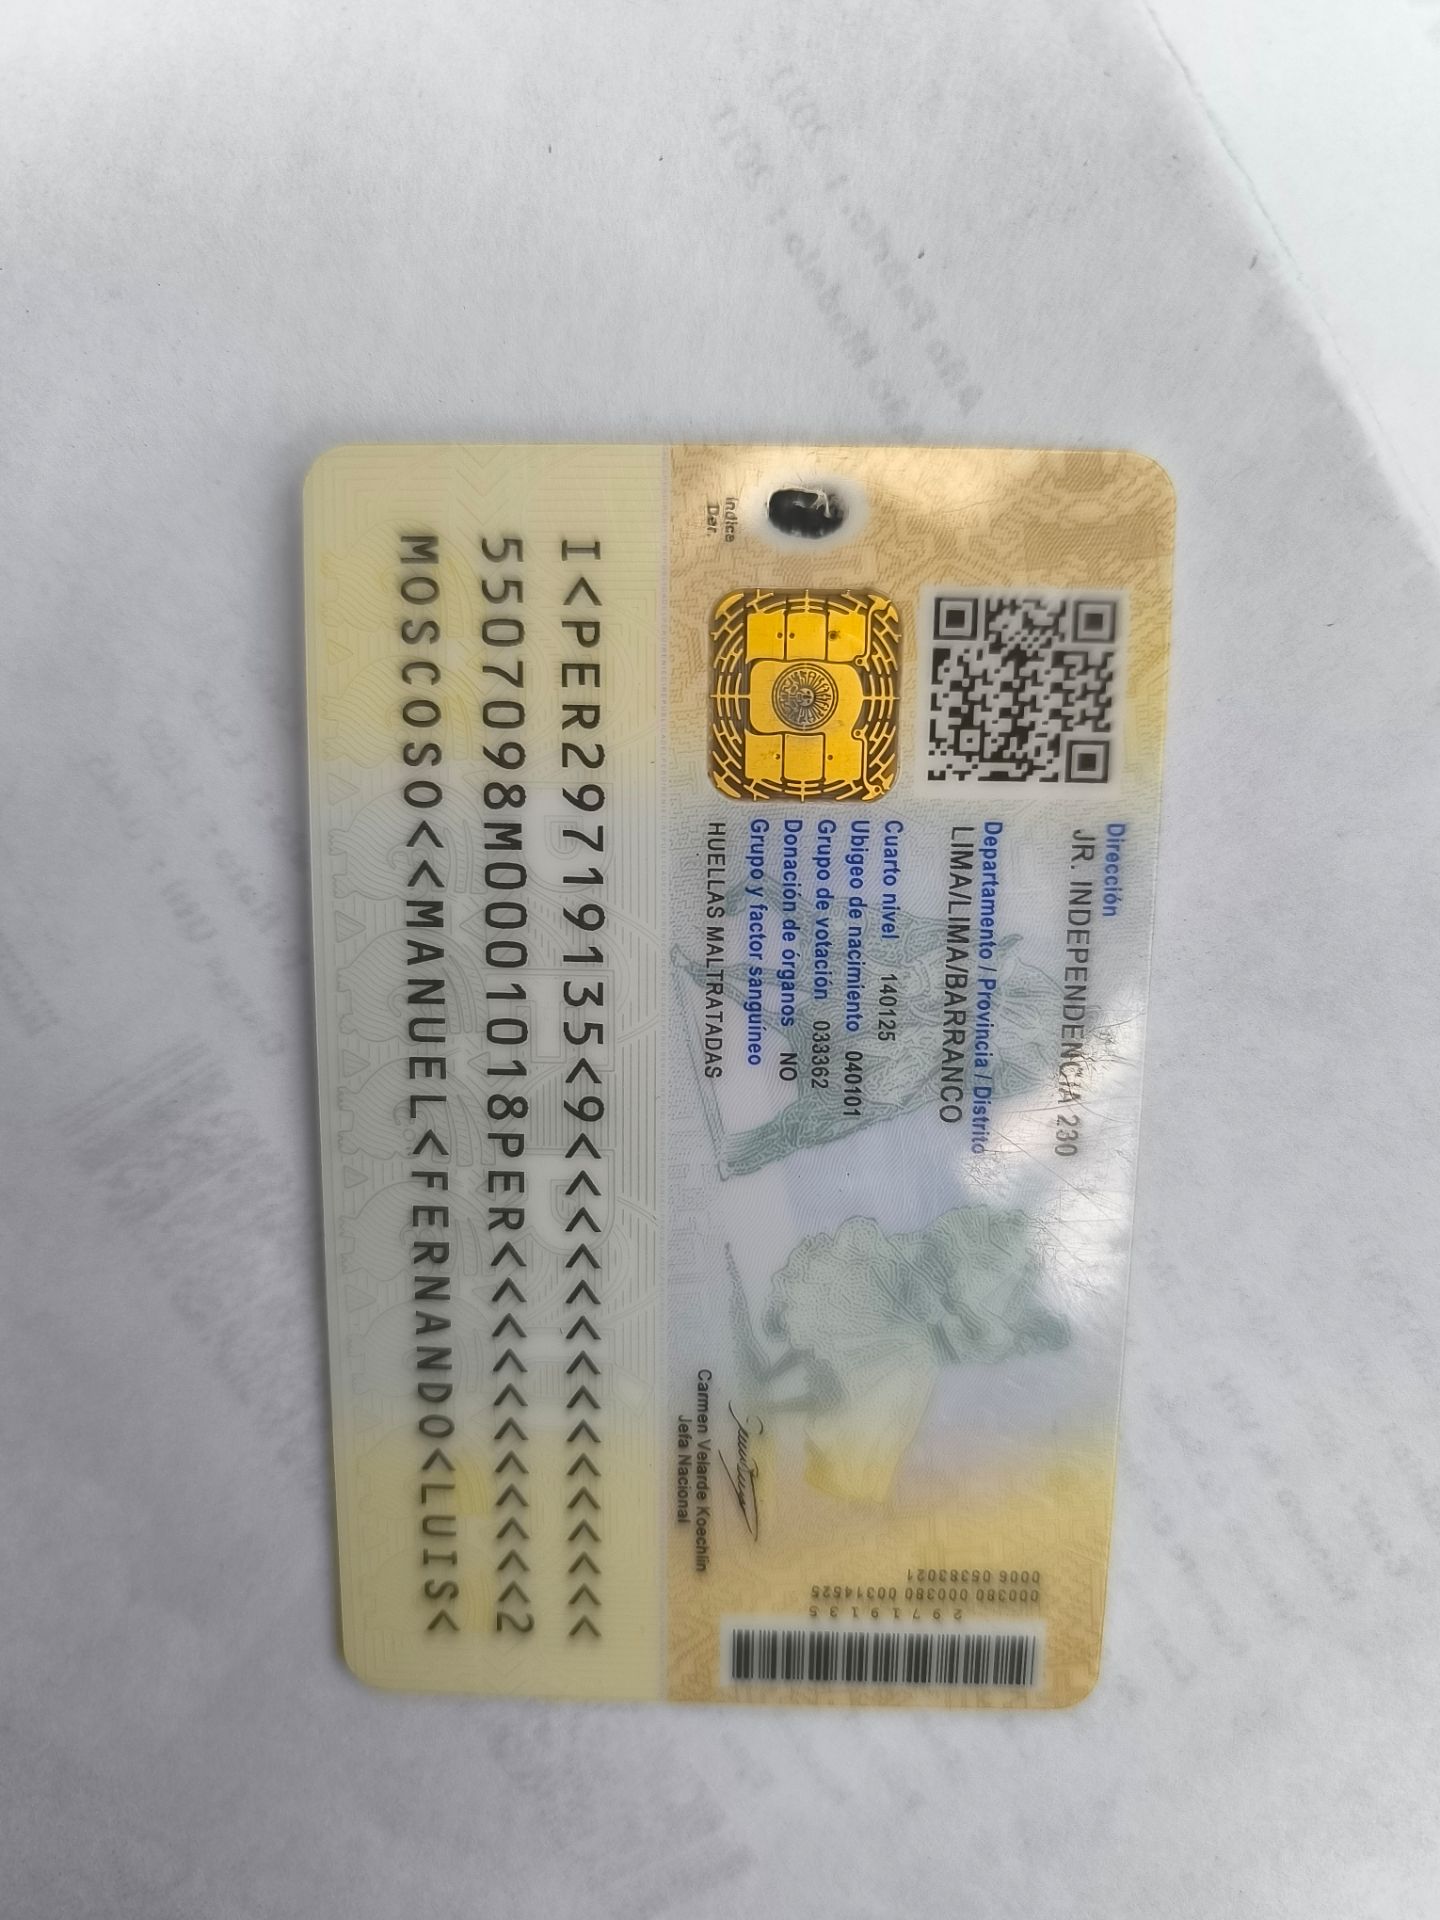 Dirección
JR. INDEPENDENCIA 230
Departamento / Provincia / Distrito
LIMA/LIMA/BARRANCO
Cuarto nivel 140125
Ubigeo de nacimiento 040101
Grupo de votación 033362
Donación de órganos NO
Grupo y factor sanguíneo
HUELLAS MALTRATADAS
Índice
Der.
Carmen Velarde Koechlin
Jefa Nacional
29719135
000380 000380 00314525
0006 05383021
I<PER29719135<9<<<<<<<<<<<<<<<
5507098M0001018PER<<<<<<<<<<<2
MOSCOSO<<MANUEL<FERNANDO<LUIS<